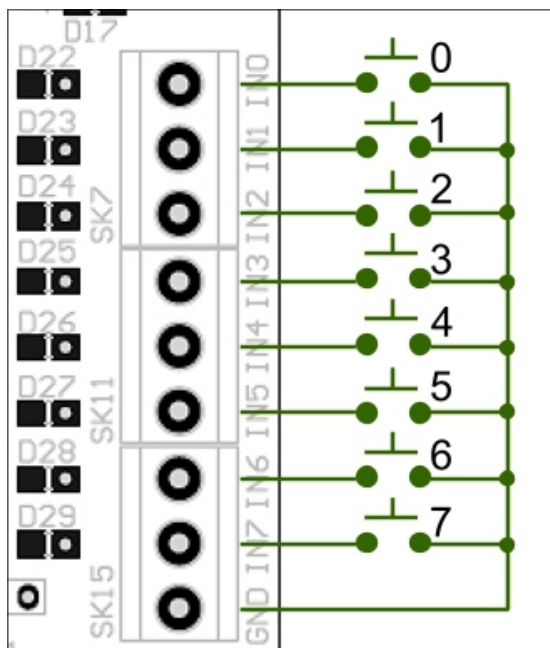 D17
D22
D23
D24
D25
D26
D27
D28
D29
SK7
SK11
SK15
IN0
IN1
IN2
IN3
IN4
IN5
IN6
IN7
GND
0
1
2
3
4
5
6
7